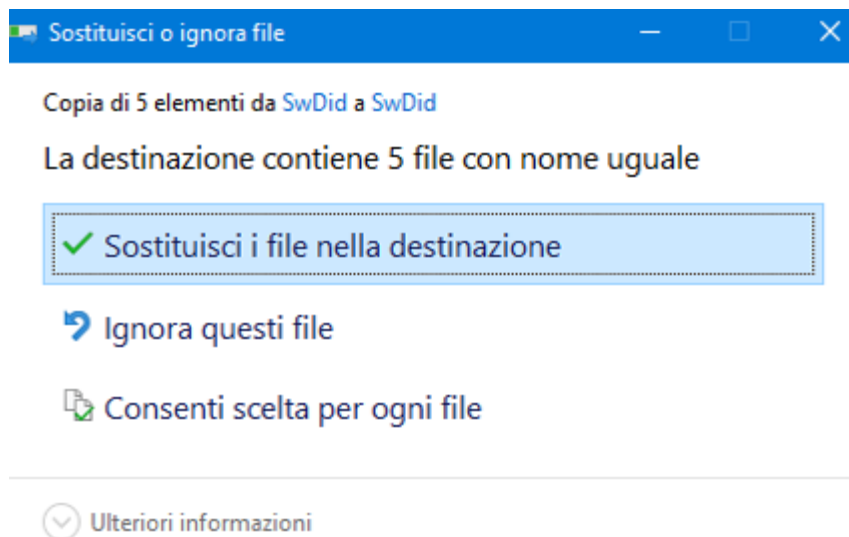 Sostituisci o ignora file
Copia di 5 elementi da SwDid a SwDid
La destinazione contiene 5 file con nome uguale
Sostituisci i file nella destinazione
Ignora questi file
Consenti scelta per ogni file
Ulteriori informazioni